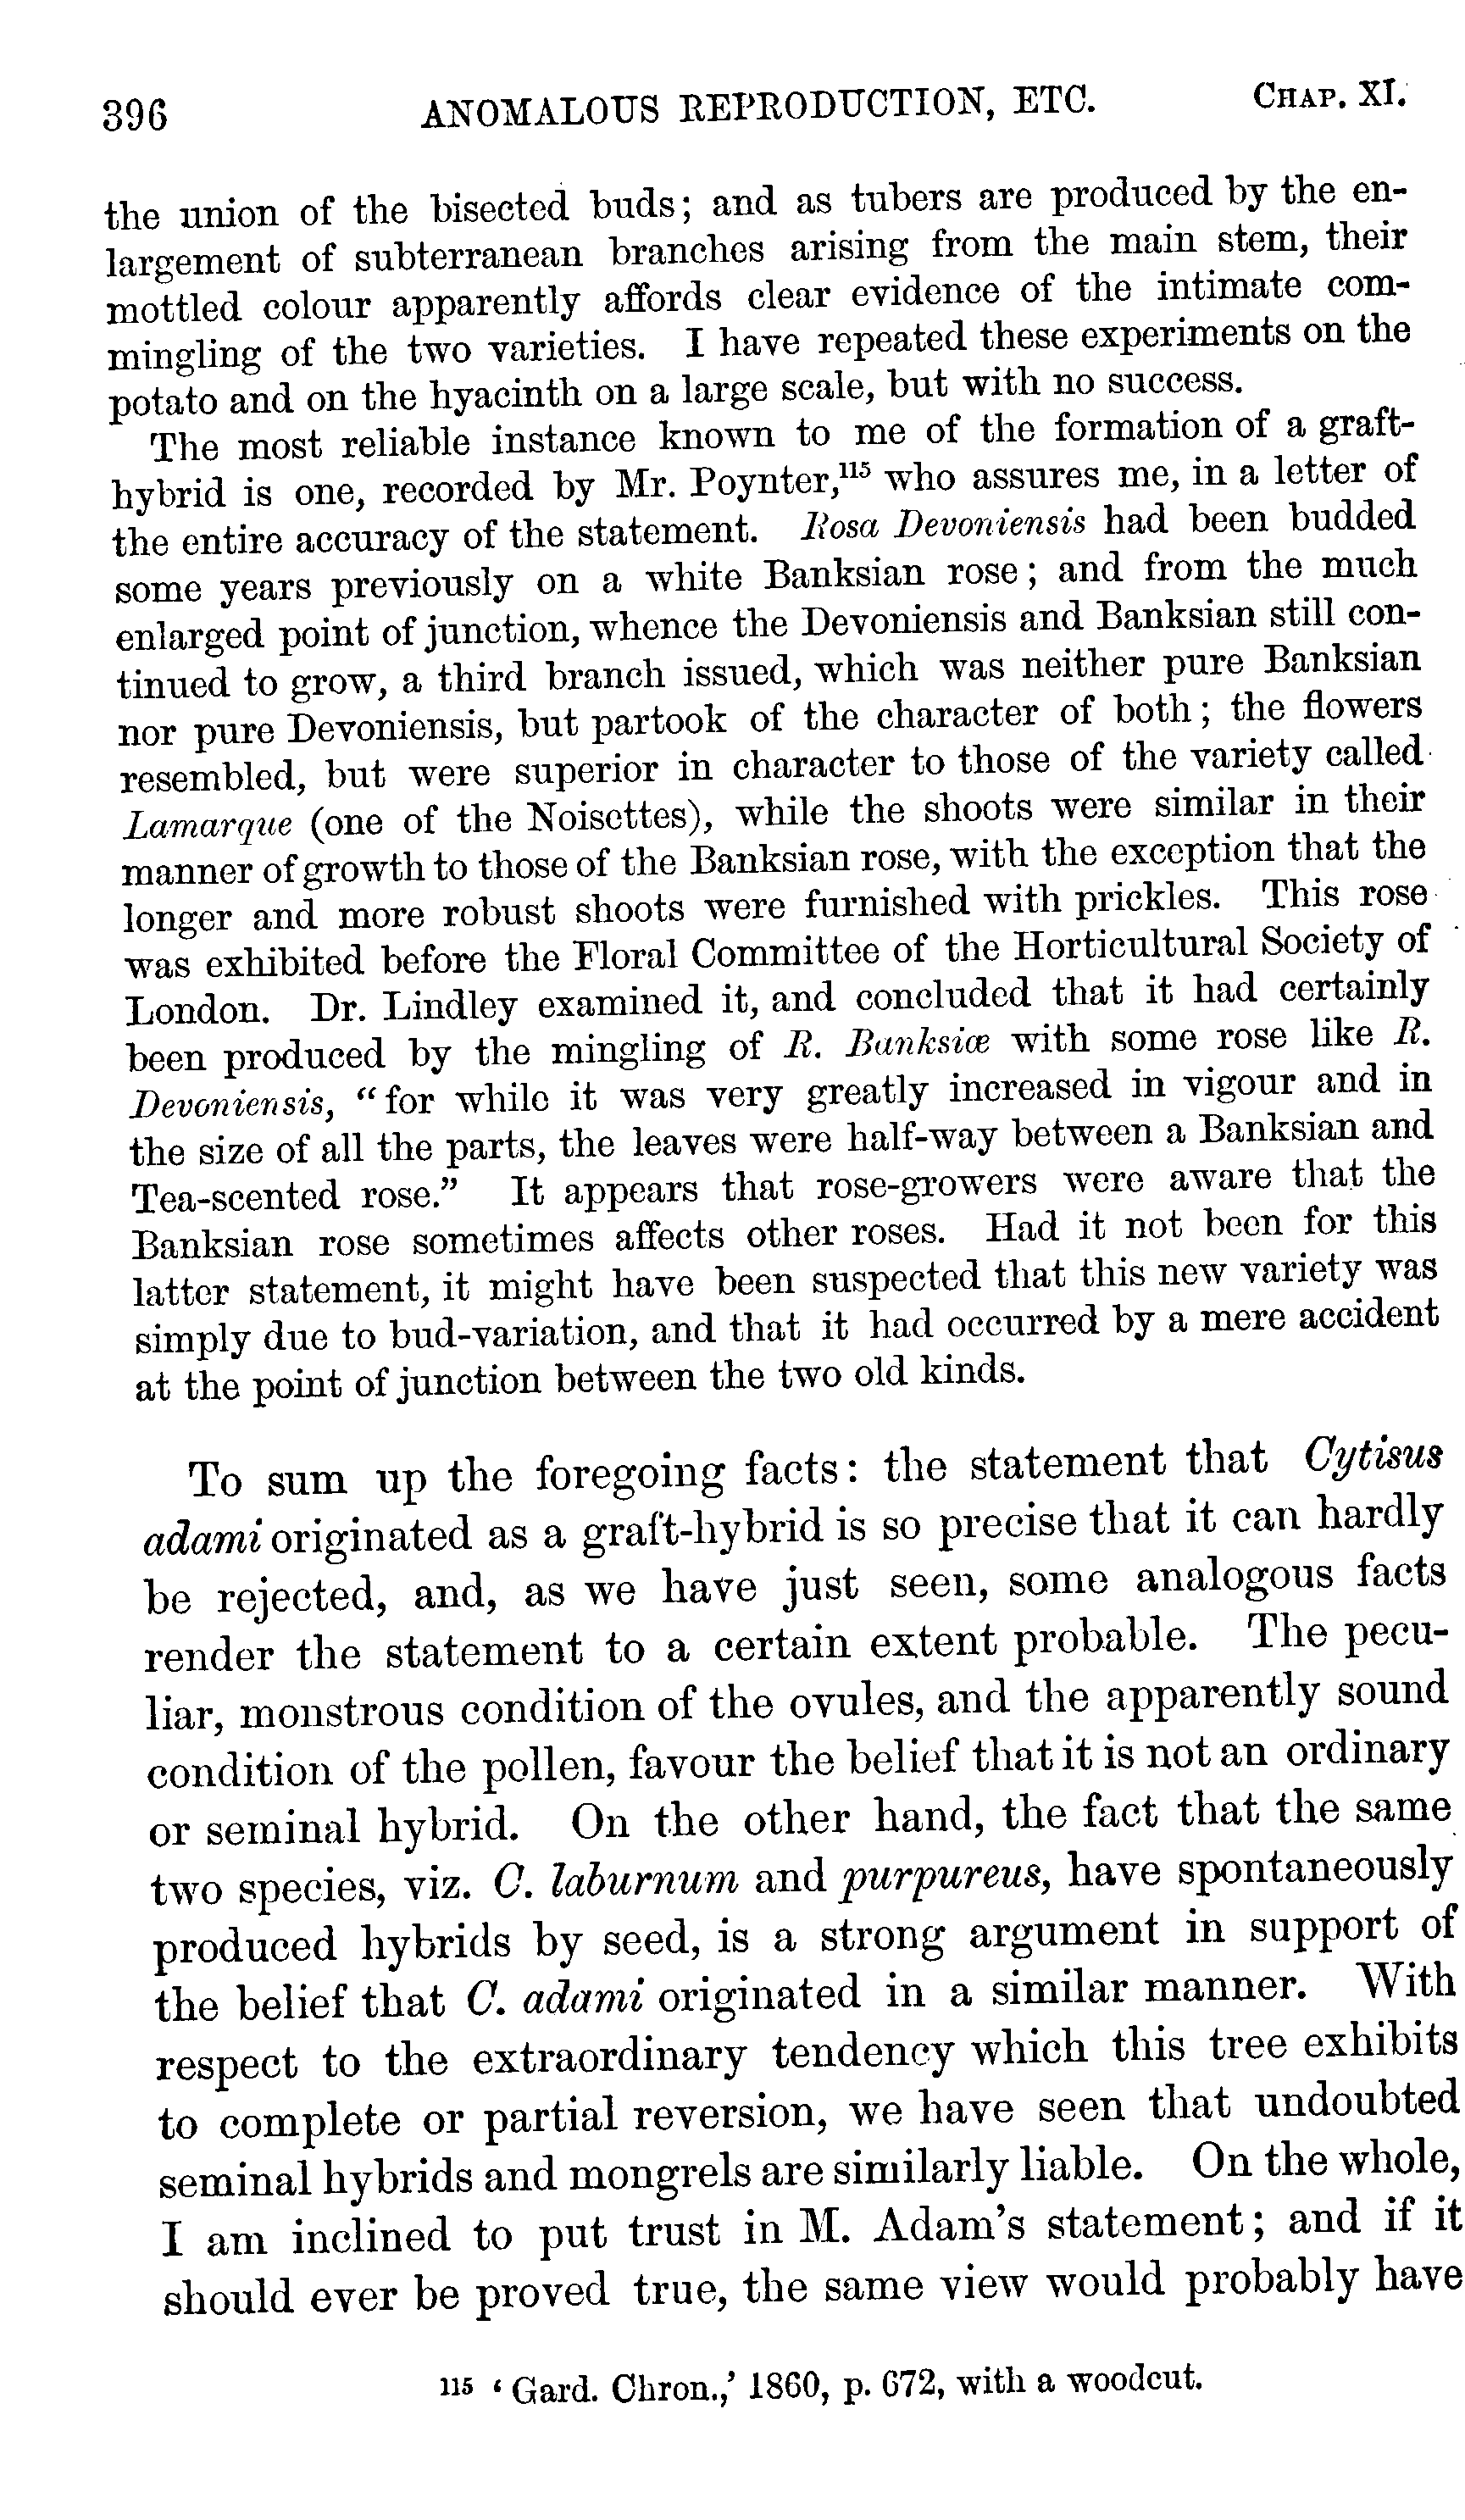 396 ANOMALOUS REPRODUCTION, ETC. CHAP. XI.
the union of the bisected buds; and as tubers are produced by the en-
largement of subterranean branches arising from the main stem, their
mottled colour apparently affords clear evidence of the intimate com-
mingling of the two varieties. I have repeated these experiments on the
potato and on the hyacinth on a large scale, but with no success.
The most reliable instance known to me of the formation of a graft-
hybrid is one, recorded by Mr. Poynter,¹¹⁵ who assures me, in a letter of
the entire accuracy of the statement. Rosa Devoniensis had been budded
some years previously on a white Banksian rose; and from the much
enlarged point of junction, whence the Devoniensis and Banksian still con-
tinued to grow, a third branch issued, which was neither pure Banksian
nor pure Devoniensis, but partook of the character of both; the flowers
resembled, but were superior in character to those of the variety called
Lamarque (one of the Noisettes), while the shoots were similar in their
manner of growth to those of the Banksian rose, with the exception that the
longer and more robust shoots were furnished with prickles. This rose
was exhibited before the Floral Committee of the Horticultural Society of
London. Dr. Lindley examined it, and concluded that it had certainly
been produced by the mingling of R. Banksiæ with some rose like R.
Devoniensis, “for while it was very greatly increased in vigour and in
the size of all the parts, the leaves were half-way between a Banksian and
Tea-scented rose.” It appears that rose-growers were aware that the
Banksian rose sometimes affects other roses. Had it not been for this
latter statement, it might have been suspected that this new variety was
simply due to bud-variation, and that it had occurred by a mere accident
at the point of junction between the two old kinds.
To sum up the foregoing facts: the statement that Cytisus
adami originated as a graft-hybrid is so precise that it can hardly
be rejected, and, as we have just seen, some analogous facts
render the statement to a certain extent probable. The pecu-
liar, monstrous condition of the ovules, and the apparently sound
condition of the pollen, favour the belief that it is not an ordinary
or seminal hybrid. On the other hand, the fact that the same
two species, viz. C. laburnum and purpureus, have spontaneously
produced hybrids by seed, is a strong argument in support of
the belief that C. adami originated in a similar manner. With
respect to the extraordinary tendency which this tree exhibits
to complete or partial reversion, we have seen that undoubted
seminal hybrids and mongrels are similarly liable. On the whole,
I am inclined to put trust in M. Adam's statement; and if it
should ever be proved true, the same view would probably have
¹¹⁵ ‘Gard. Chron.,’ 1860, p. 672, with a woodcut.